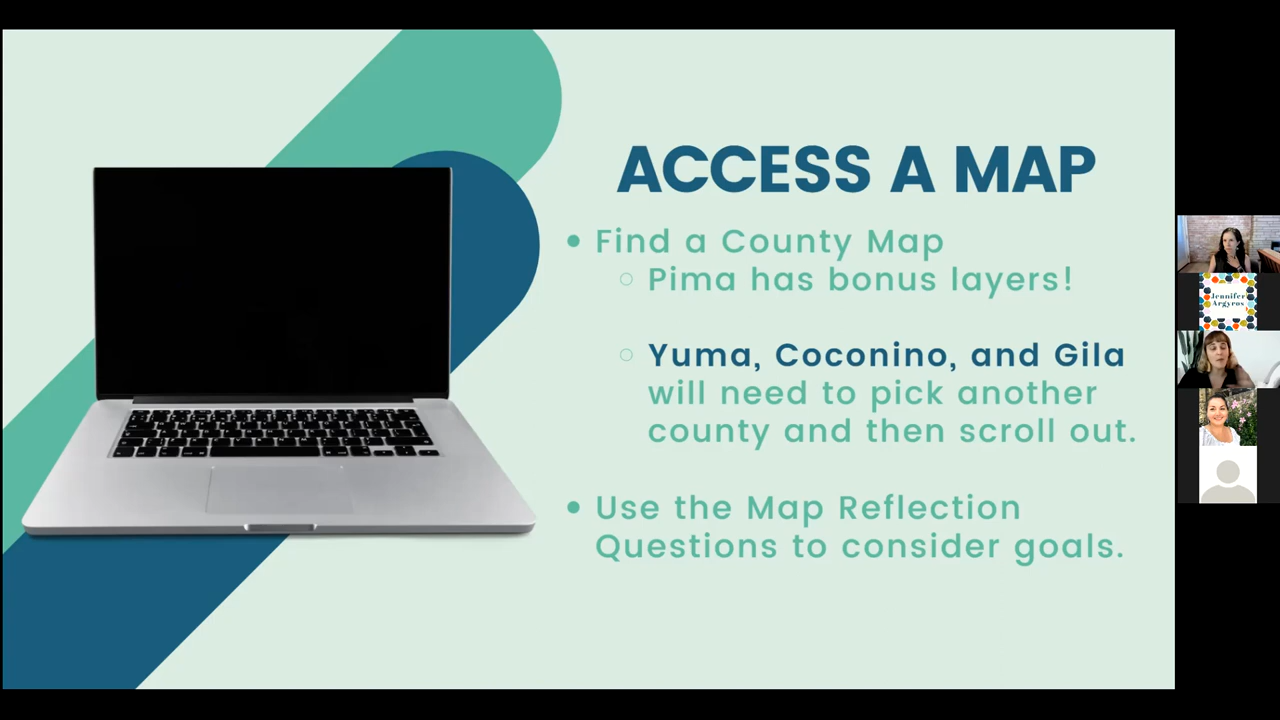 ACCESS A MAP
Find a County Map
Pima has bonus layers!
Yuma, Coconino, and Gila
will need to pick another
county and then scroll out.
Use the Map Reflection
Questions to consider goals.
Jennifer
Argyros